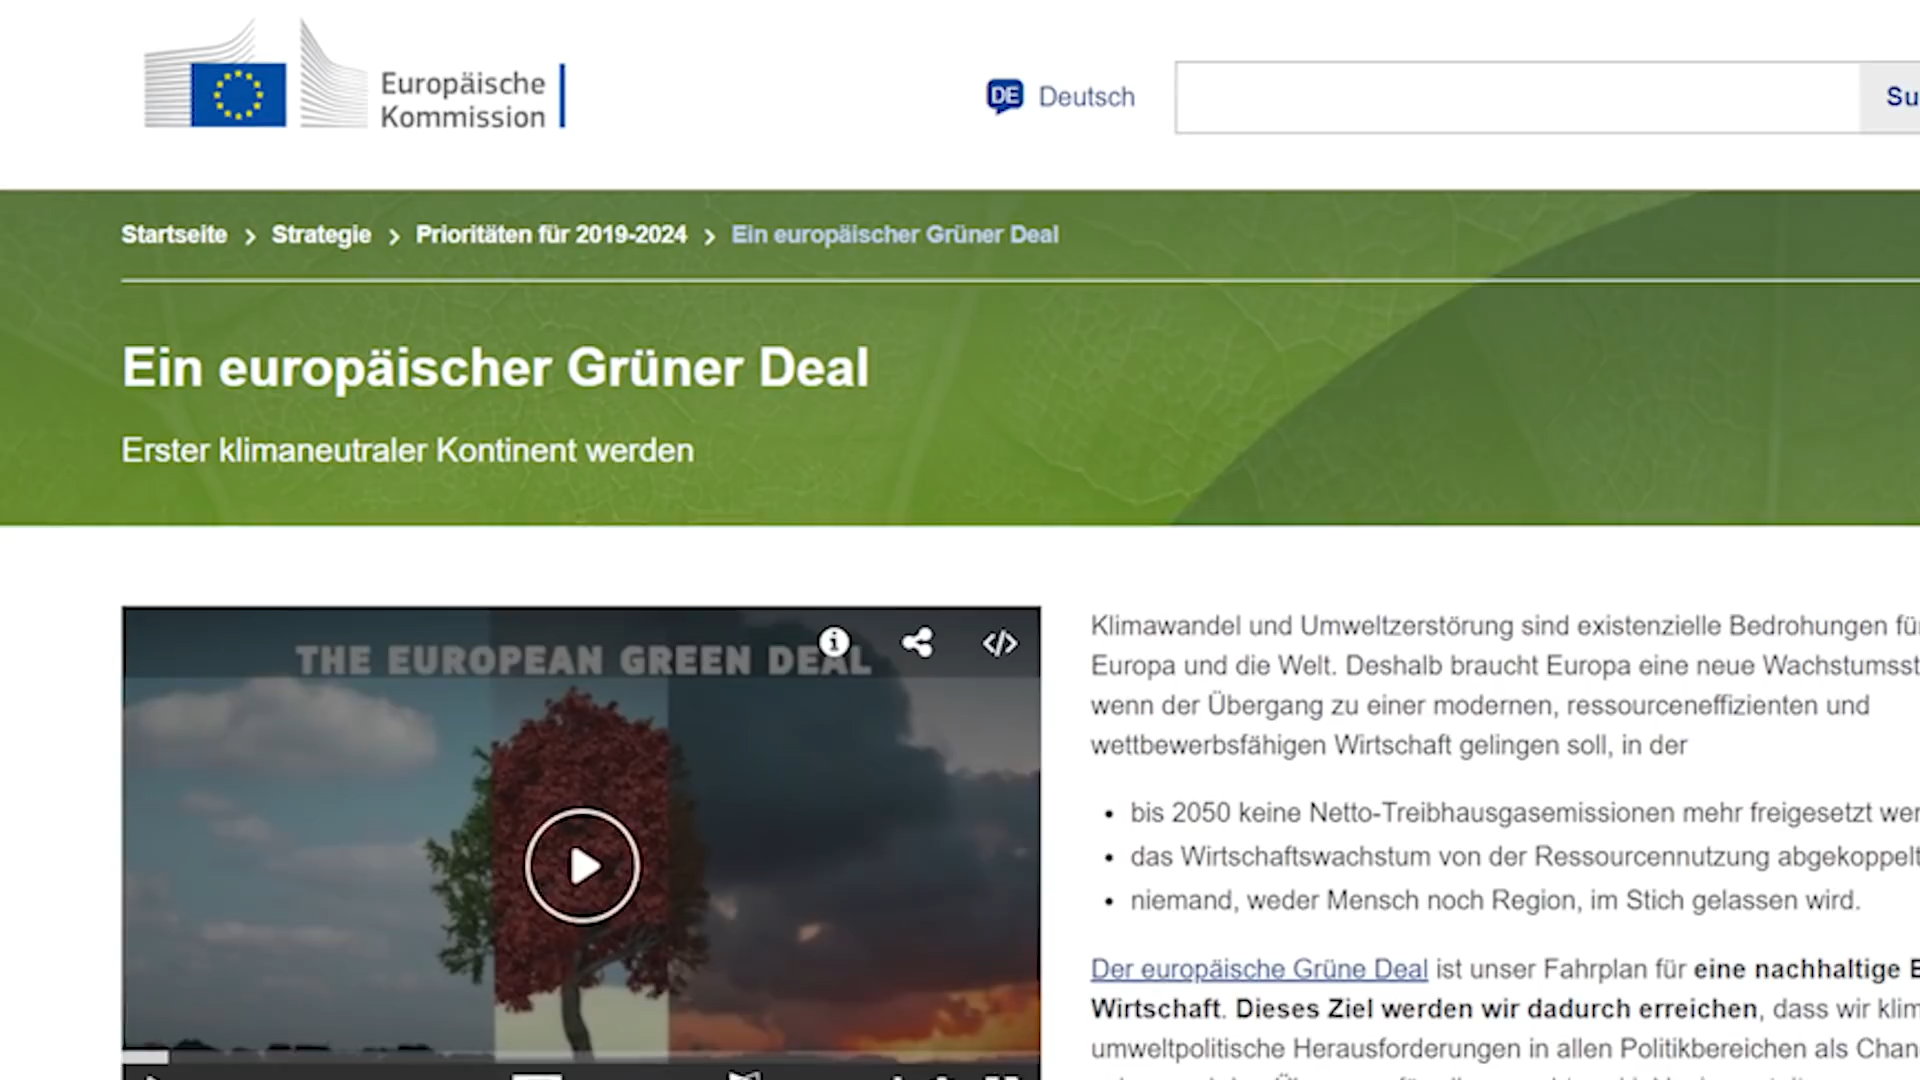 Europäische
Kommission
DE Deutsch
Startseite > Strategie > Prioritäten für 2019-2024 > Ein europäischer Grüner Deal
Ein europäischer Grüner Deal
Erster klimaneutraler Kontinent werden
THE EUROPEAN GREEN DEAL
Klimawandel und Umweltzerstörung sind existenzielle Bedrohungen
Europa und die Welt. Deshalb braucht Europa eine neue
wenn der Übergang zu einer modernen, ressourceneffizienten und
wettbewerbsfähigen Wirtschaft gelingen soll, in der
• bis 2050 keine Netto-Treibhausgasemissionen mehr freigesetzt
• das Wirtschaftswachstum von der Ressourcennutzung
• niemand, weder Mensch noch Region, im Stich gelassen wird.
Der europäische Grüne Deal ist unser Fahrplan für eine nachhaltige
Wirtschaft. Dieses Ziel werden wir dadurch erreichen, dass wir
umweltpolitische Herausforderungen in allen Politikbereichen als